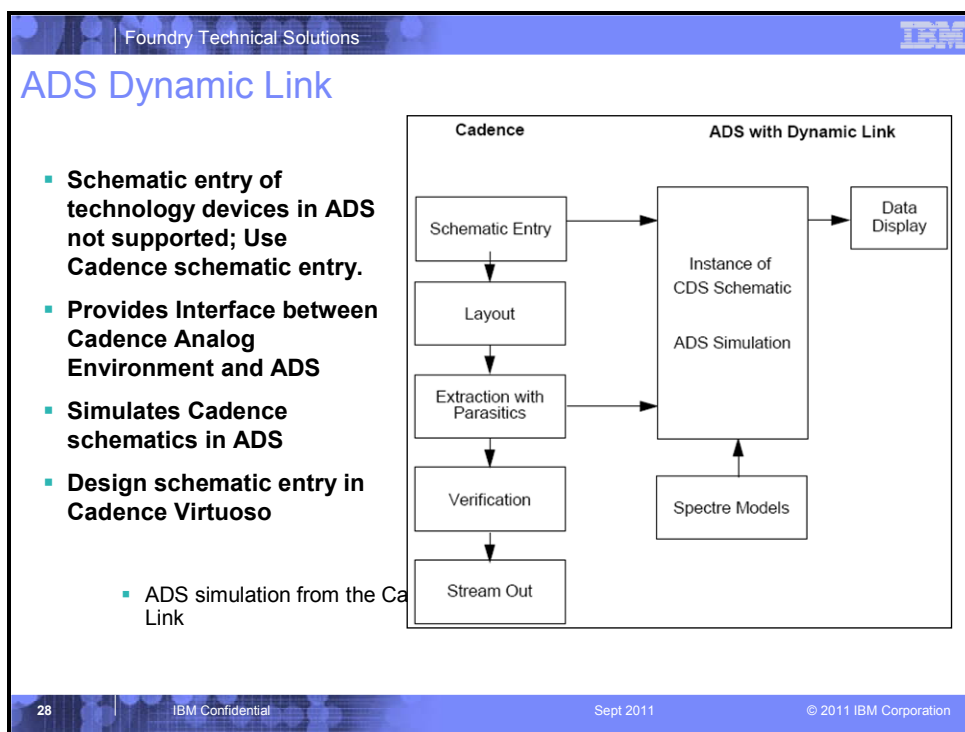 Foundry Technical Solutions
IBM
ADS Dynamic Link
Schematic entry of
technology devices in ADS
not supported; Use
Cadence schematic entry.
Provides Interface between
Cadence Analog
Environment and ADS
Simulates Cadence
schematics in ADS
Design schematic entry in
Cadence Virtuoso
ADS simulation from the Ca
Link
Cadence
ADS with Dynamic Link
Schematic Entry
Layout
Extraction with
Parasitics
Verification
Stream Out
Instance of
CDS Schematic
ADS Simulation
Data
Display
Spectre Models
28
IBM Confidential
Sept 2011
© 2011 IBM Corporation